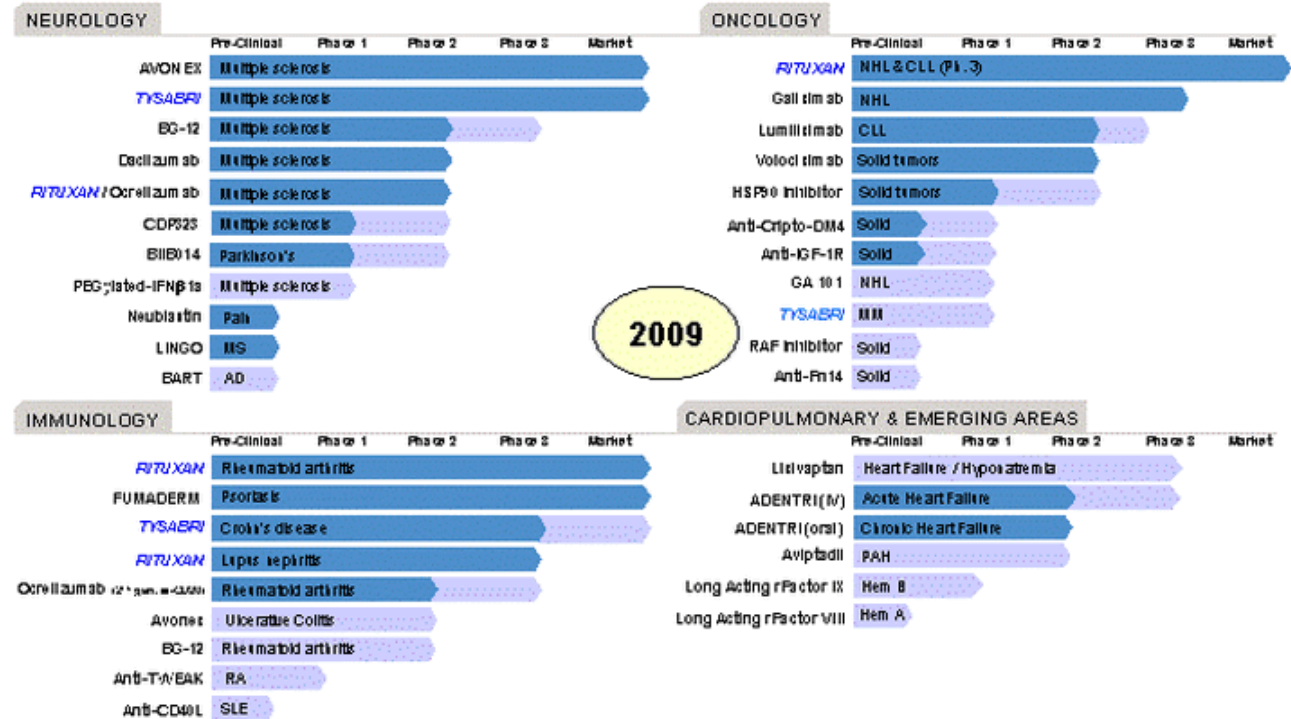 NEUROLOGY
Pre-Clinical Phase 1 Phase 2 Phase 3 Market
AVONEX Multiple sclerosis
TYSABRI Multiple sclerosis
BG-12 Multiple sclerosis
Daclizumab Multiple sclerosis
RITUXAN / Ocrelizumab Multiple sclerosis
CDP323 Multiple sclerosis
BIIB014 Parkinson's
PEGylated-IFNβ1a Multiple sclerosis
Neublastin Pain
LINGO MS
BART AD
ONCOLOGY
Pre-Clinical Phase 1 Phase 2 Phase 3 Market
RITUXAN NHL & CLL (Ph.3)
Galiximab NHL
Lumiliximab CLL
Volociximab Solid tumors
HSP90 Inhibitor Solid tumors
Anti-Cripto-DM4 Solid
Anti-IGF-1R Solid
GA 101 NHL
TYSABRI MM
RAF Inhibitor Solid
Anti-Fn14 Solid
2009
IMMUNOLOGY
Pre-Clinical Phase 1 Phase 2 Phase 3 Market
RITUXAN Rheumatoid arthritis
FUMADERM Psoriasis
TYSABRI Crohn's disease
RITUXAN Lupus nephritis
Ocrelizumab Rheumatoid arthritis
Avonex Ulcerative Colitis
BG-12 Rheumatoid arthritis
Anti-TWEAK RA
Anti-CD40L SLE
CARDIOPULMONARY & EMERGING AREAS
Pre-Clinical Phase 1 Phase 2 Phase 3 Market
Lixivaptan Heart Failure / Hyponatremia
ADENTRI (IV) Acute Heart Failure
ADENTRI (oral) Chronic Heart Failure
Aviptadil PAH
Long Acting rFactor IX Hem B
Long Acting rFactor VIII Hem A